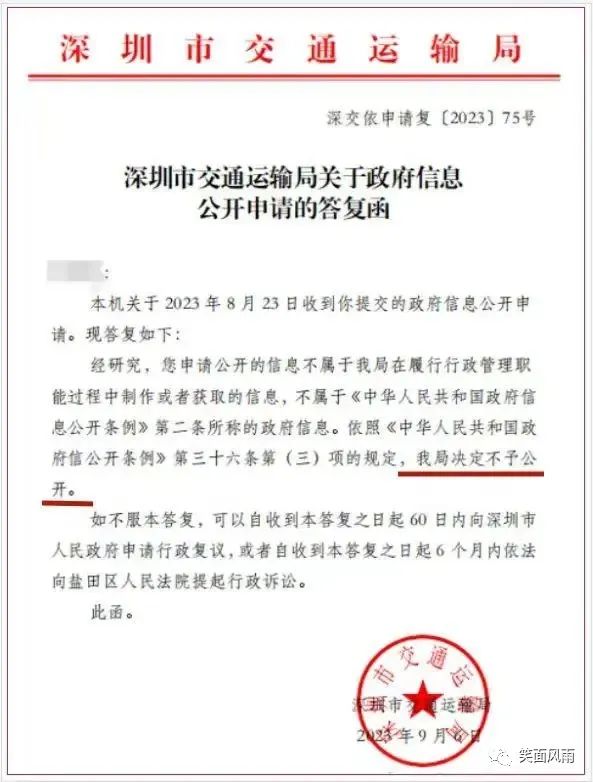 深圳市交通运输局
深交依申请复〔2023〕75号
深圳市交通运输局关于政府信息
公开申请的答复函
：
本机关于 2023 年 8 月 23 日收到你提交的政府信息公开申
请。现答复如下：
经研究，您申请公开的信息不属于我局在履行行政管理职
能过程中制作或者获取的信息，不属于《中华人民共和国政府信
息公开条例》第二条所称的政府信息。依照《中华人民共和国政
府信公开条例》第三十六条第（三）项的规定，我局决定不予公
开。
如不服本答复，可以自收到本答复之日起 60 日内向深圳市
人民政府申请行政复议，或者自收到本答复之日起 6 个月内依法
向盐田区人民法院提起行政诉讼。
此函。
深圳市交通运输局
深圳市交通运输局
2023 年 9 月 6 日
笑面风雨